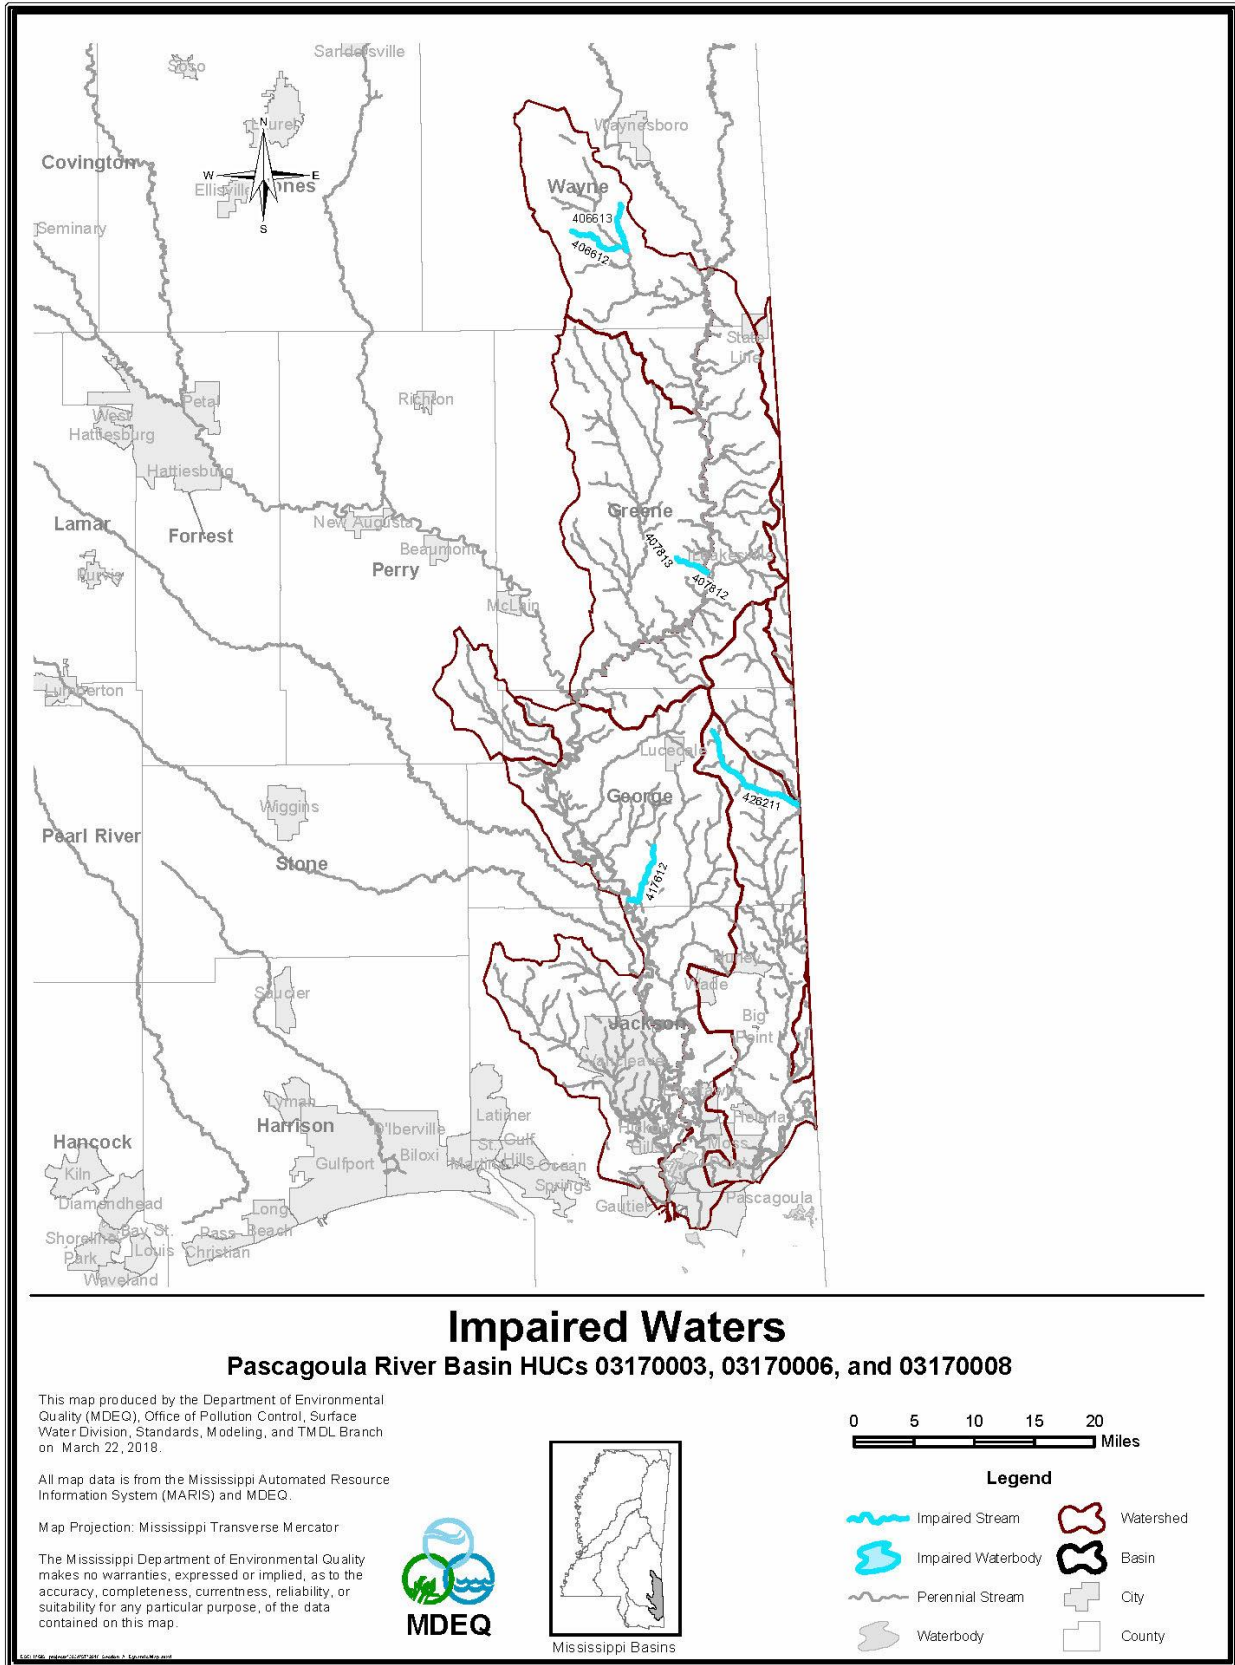 Sandersville
Soso
Laurel
N
Waynesboro
Covington
W
E
Wayne
Ellisville
Jones
406613
S
Seminary
406612
State
Line
Richton
Petal
West
Hattiesburg
Hattiesburg
Greene
New Augusta
Lamar
Forrest
Beaumont
407813
Leakesville
Perry
Purvis
407812
McLain
Lumberton
Lucedale
George
426211
Wiggins
Pearl River
Stone
417612
Hurley
Wade
Saucier
Big
Point
Jackson
Vancleave
Escatawpa
Lyman
Latimer
Helena
Harrison
D'Iberville
Hickory
Hills
Moss
Point
Hancock
St.
Martin
Gulf
Hills
Biloxi
Gulfport
Ocean
Springs
Kiln
Diamondhead
Gautier
Pascagoula
Long
Beach
Shoreline
Park
Bay St.
Louis
Pass
Christian
Waveland
Impaired Waters
Pascagoula River Basin HUCs 03170003, 03170006, and 03170008
This map produced by the Department of Environmental
Quality (MDEQ), Office of Pollution Control, Surface
Water Division, Standards, Modeling, and TMDL Branch
on March 22, 2018.
All map data is from the Mississippi Automated Resource
Information System (MARIS) and MDEQ.
Map Projection: Mississippi Transverse Mercator
The Mississippi Department of Environmental Quality
makes no warranties, expressed or implied, as to the
accuracy, completeness, currentness, reliability, or
suitability for any particular purpose, of the data
contained on this map.
MDEQ
Mississippi Basins
0 5 10 15 20
Miles
Legend
Impaired Stream
Watershed
Impaired Waterbody
Basin
Perennial Stream
City
Waterbody
County